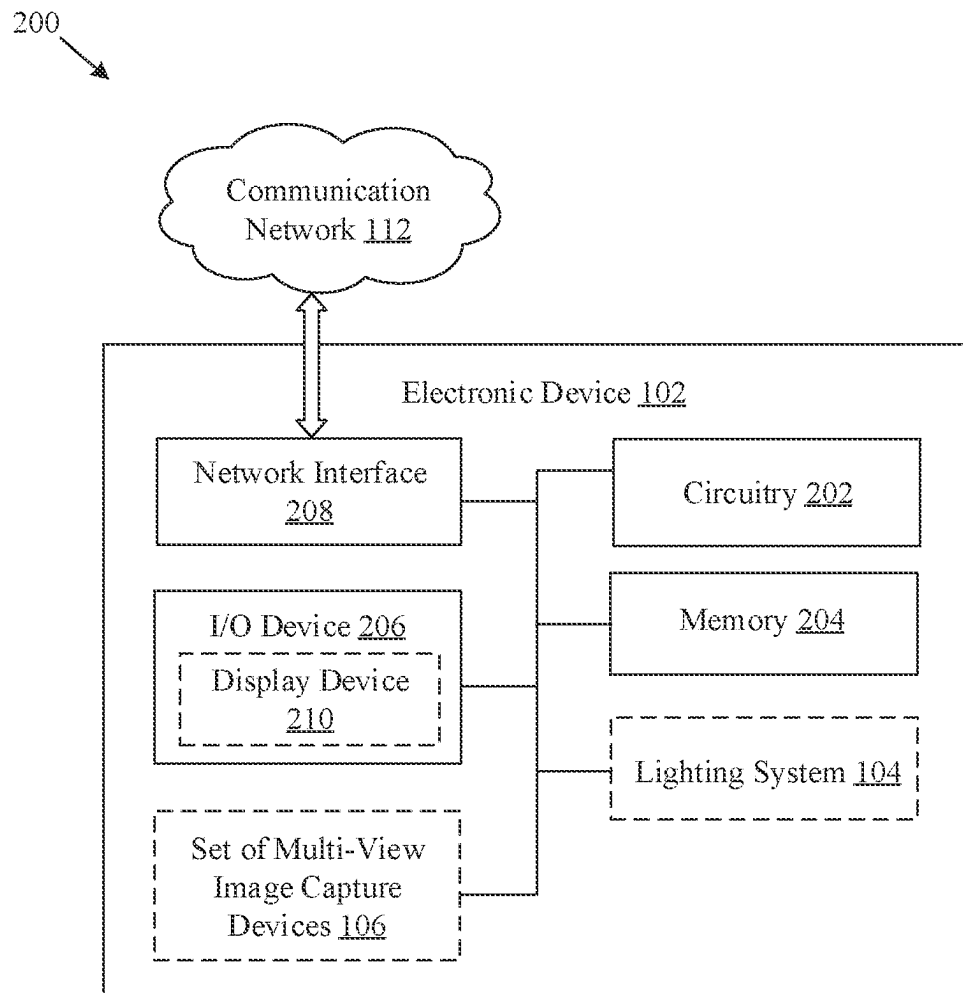 200
Communication
Network 112
Electronic Device 102
Network Interface
208
Circuitry 202
I/O Device 206
Display Device
210
Memory 204
Lighting System 104
Set of Multi-View
Image Capture
Devices 106